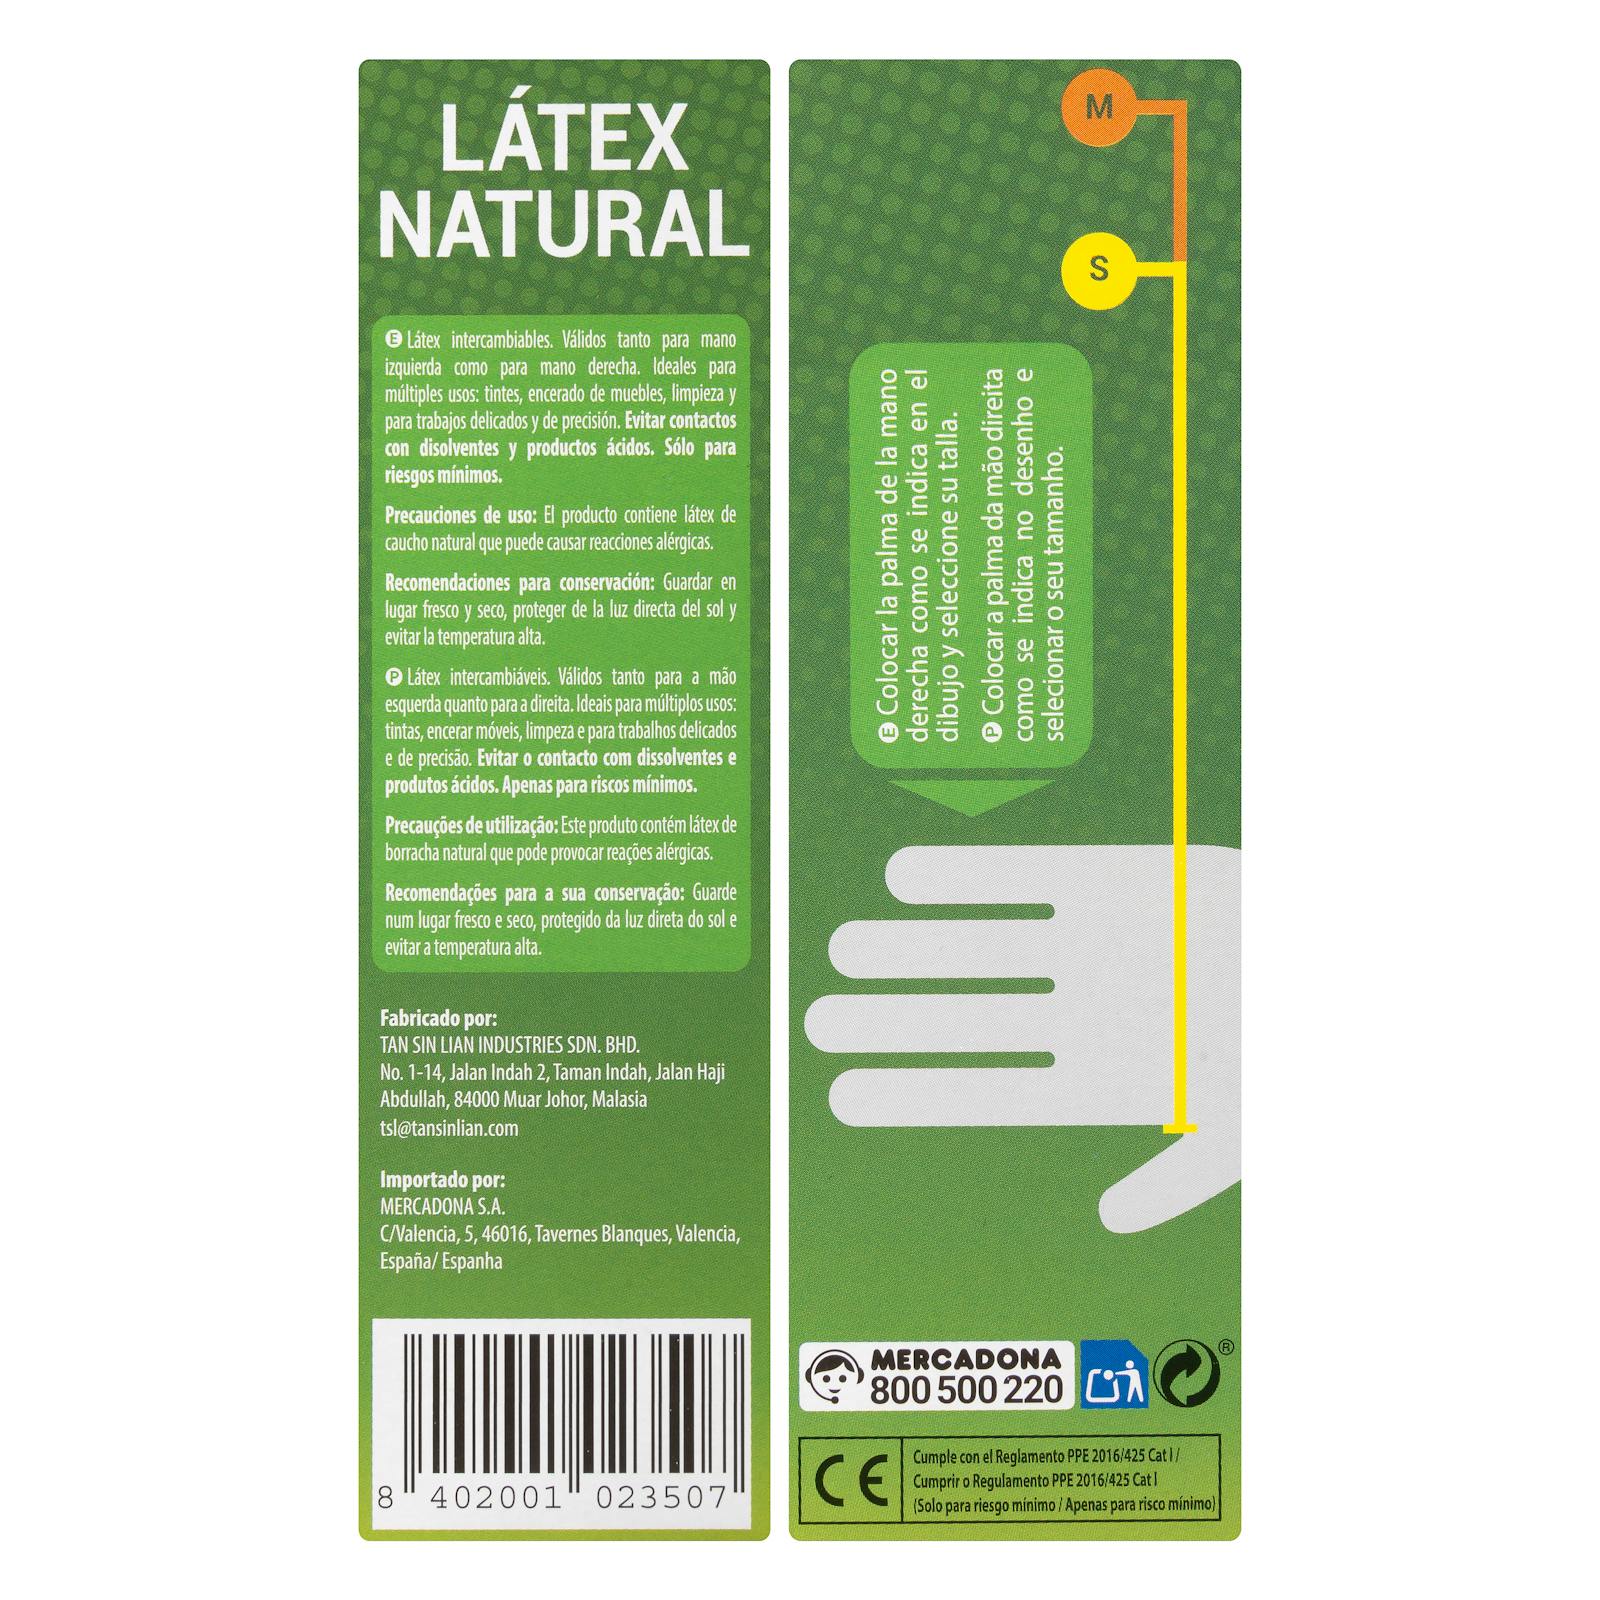 LÁTEX
NATURAL
E Látex intercambiables. Válidos tanto para mano
izquierda como para mano derecha. Ideales para
múltiples usos: tintes, encerado de muebles, limpieza y
para trabajos delicados y de precisión. Evitar contactos
con disolventes y productos ácidos. Sólo para
riesgos mínimos.
Precauciones de uso: El producto contiene látex de
caucho natural que puede causar reacciones alérgicas.
Recomendaciones para conservación: Guardar en
lugar fresco y seco, proteger de la luz directa del sol y
evitar la temperatura alta.
P Látex intercambiáveis. Válidos tanto para a mão
esquerda quanto para a direita. Ideais para múltiplos usos:
tintas, encerar móveis, limpeza e para trabalhos delicados
e de precisão. Evitar o contacto com dissolventes e
produtos ácidos. Apenas para riscos mínimos.
Precauções de utilização: Este produto contém látex de
borracha natural que pode provocar reações alérgicas.
Recomendações para a sua conservação: Guarde
num lugar fresco e seco, protegido da luz direta do sol e
evitar a temperatura alta.
Fabricado por:
TAN SIN LIAN INDUSTRIES SDN. BHD.
No. 1-14, Jalan Indah 2, Taman Indah, Jalan Haji
Abdullah, 84000 Muar Johor, Malasia
tsl@tansinlian.com
Importado por:
MERCADONA S.A.
C/Valencia, 5, 46016, Tavernes Blanques, Valencia,
España/ Espanha
8 402001 023507
M
S
E Colocar la palma de la mano
derecha como se indica en el
dibujo y seleccione su talla.
P Colocar a palma da mão direita
como se indica no desenho e
selecionar o seu tamanho.
MERCADONA
800 500 220
®
CE
Cumple con el Reglamento PPE 2016/425 Cat I /
Cumprir o Regulamento PPE 2016/425 Cat I
(Solo para riesgo mínimo / Apenas para risco mínimo)